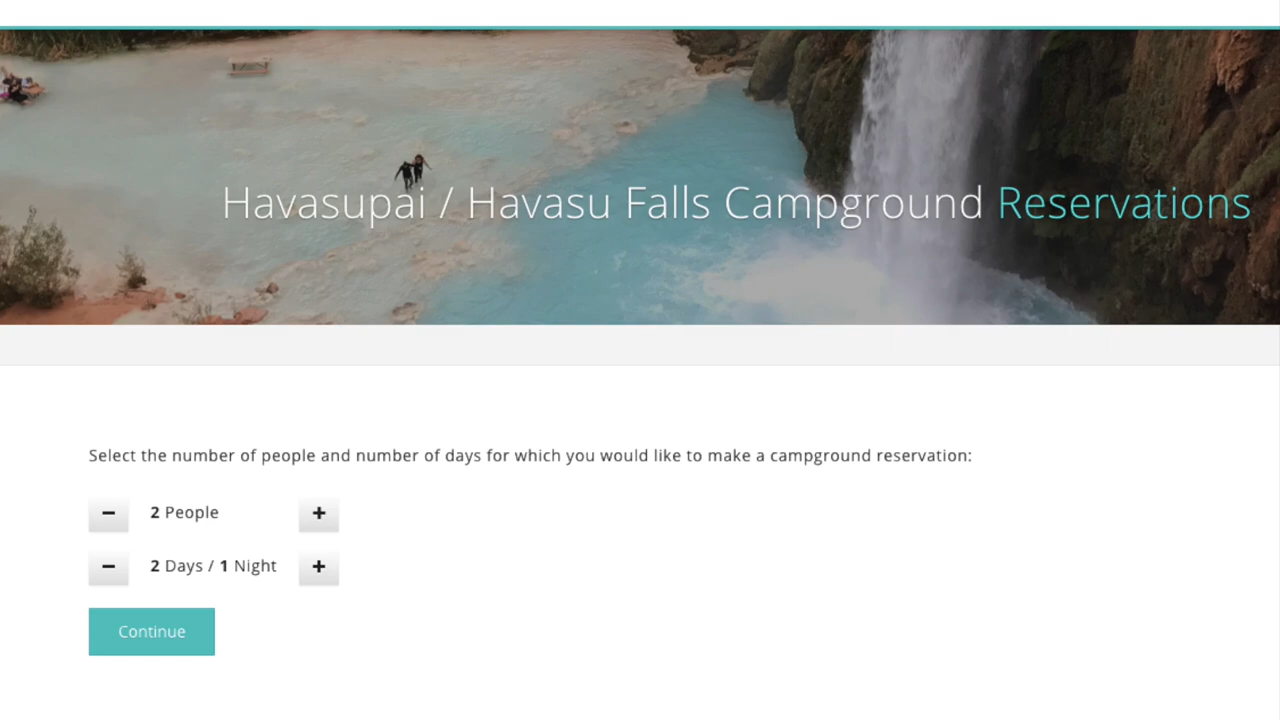 Havasupai / Havasu Falls Campground Reservations
Select the number of people and number of days for which you would like to make a campground reservation:
− 2 People +
− 2 Days / 1 Night +
Continue